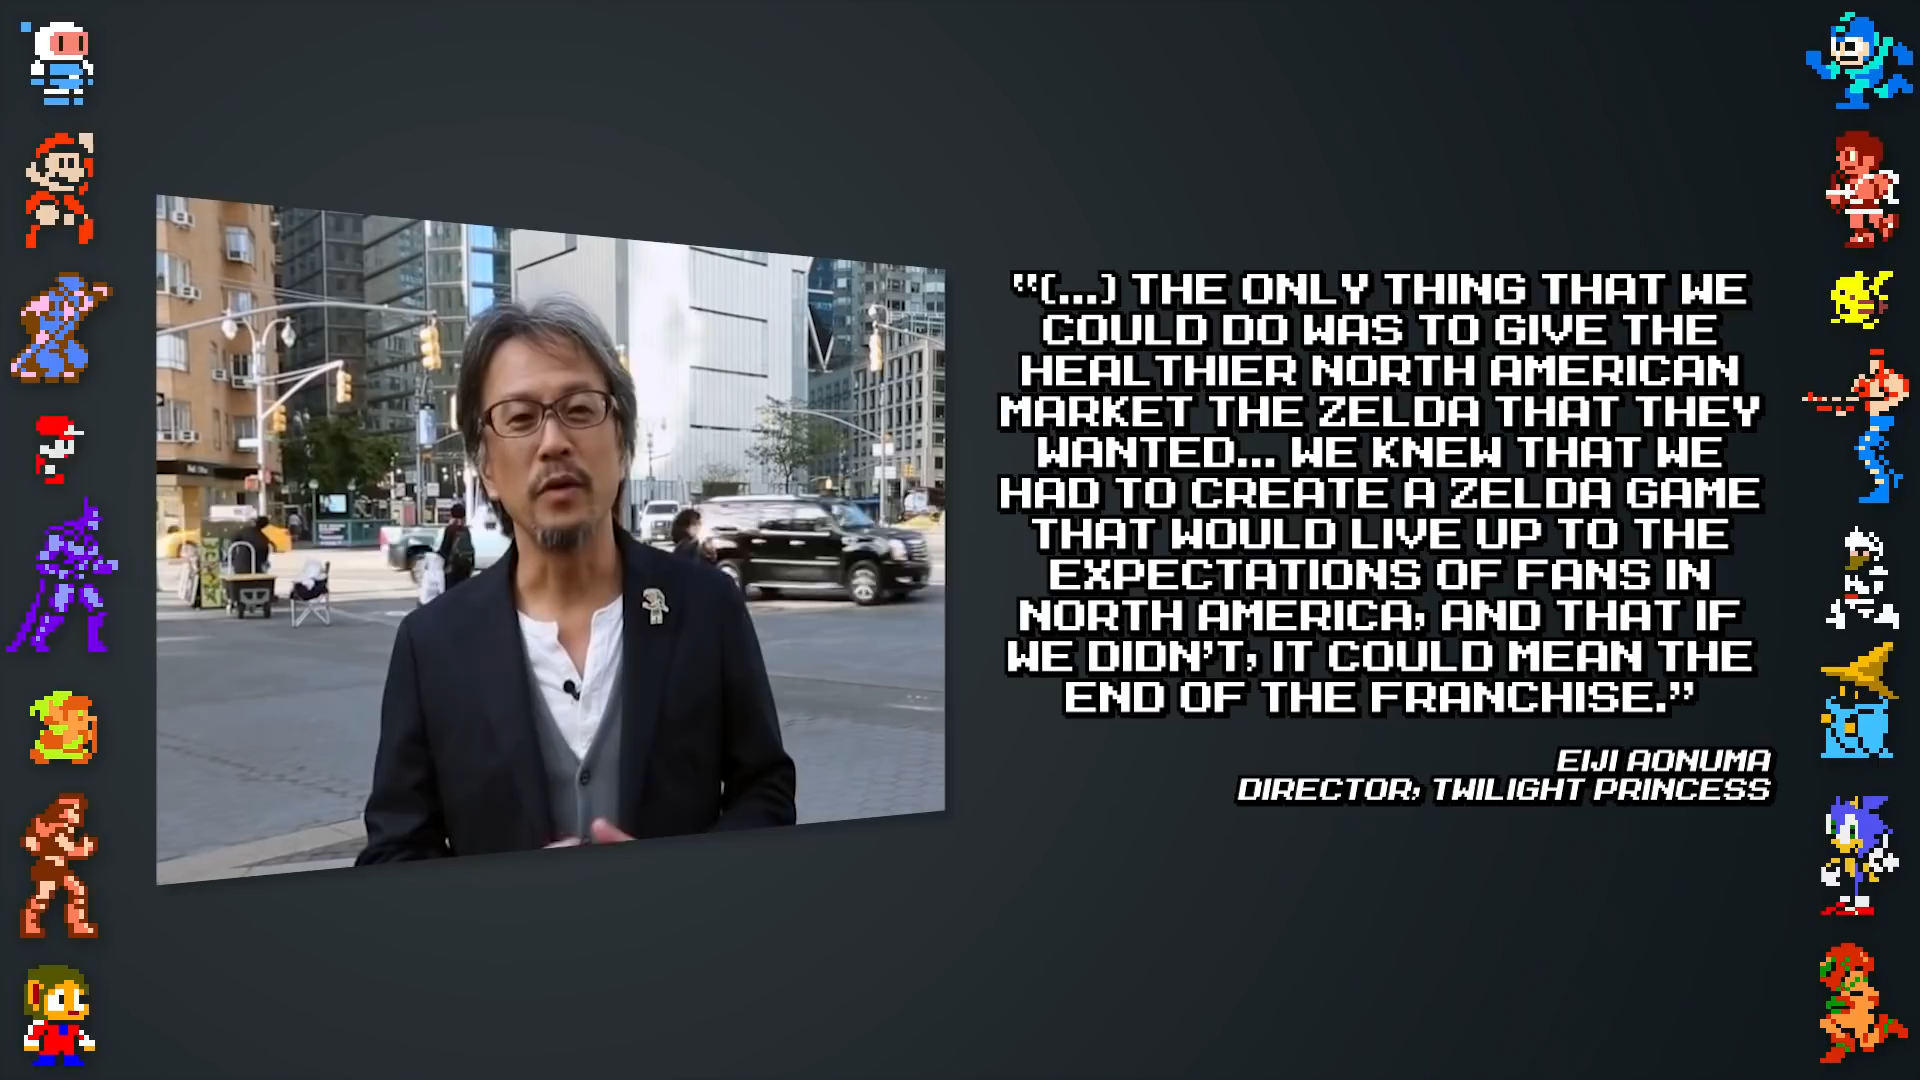 "(...) THE ONLY THING THAT WE
COULD DO WAS TO GIVE THE
HEALTHIER NORTH AMERICAN
MARKET THE ZELDA THAT THEY
WANTED... WE KNEW THAT WE
HAD TO CREATE A ZELDA GAME
THAT WOULD LIVE UP TO THE
EXPECTATIONS OF FANS IN
NORTH AMERICA, AND THAT IF
WE DIDN'T, IT COULD MEAN THE
END OF THE FRANCHISE."
EIJI AONUMA
DIRECTOR, TWILIGHT PRINCESS